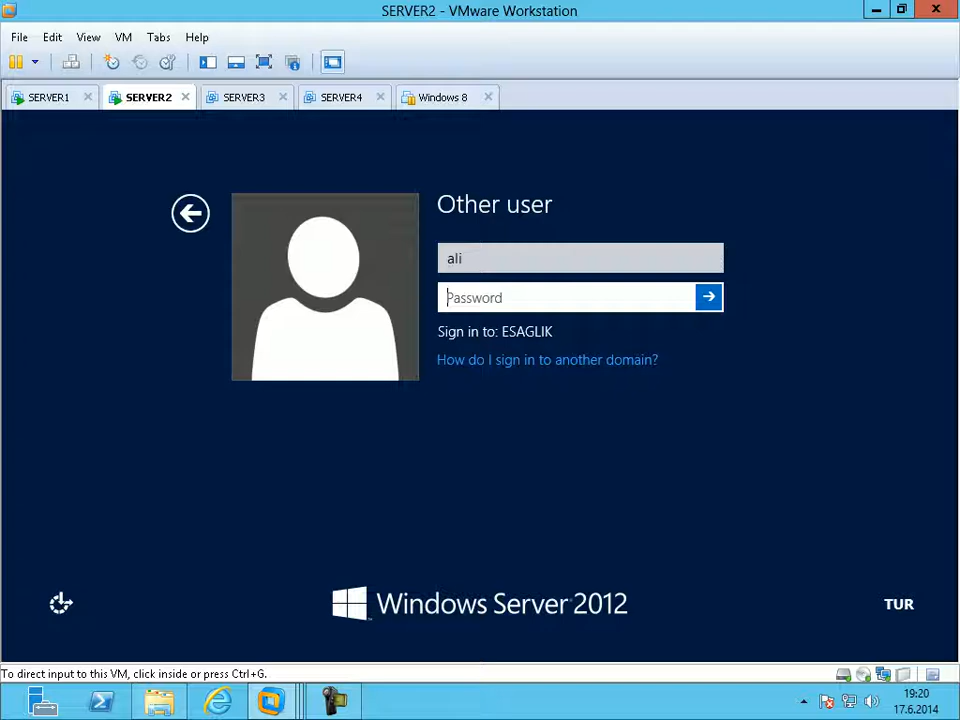 SERVER2 - VMware Workstation
File Edit View VM Tabs Help
SERVER1 SERVER2 SERVER3 SERVER4 Windows 8
Other user
ali
Password
Sign in to: ESAGLIK
How do I sign in to another domain?
Windows Server 2012
TUR
To direct input to this VM, click inside or press Ctrl+G.
19:20
17.6.2014